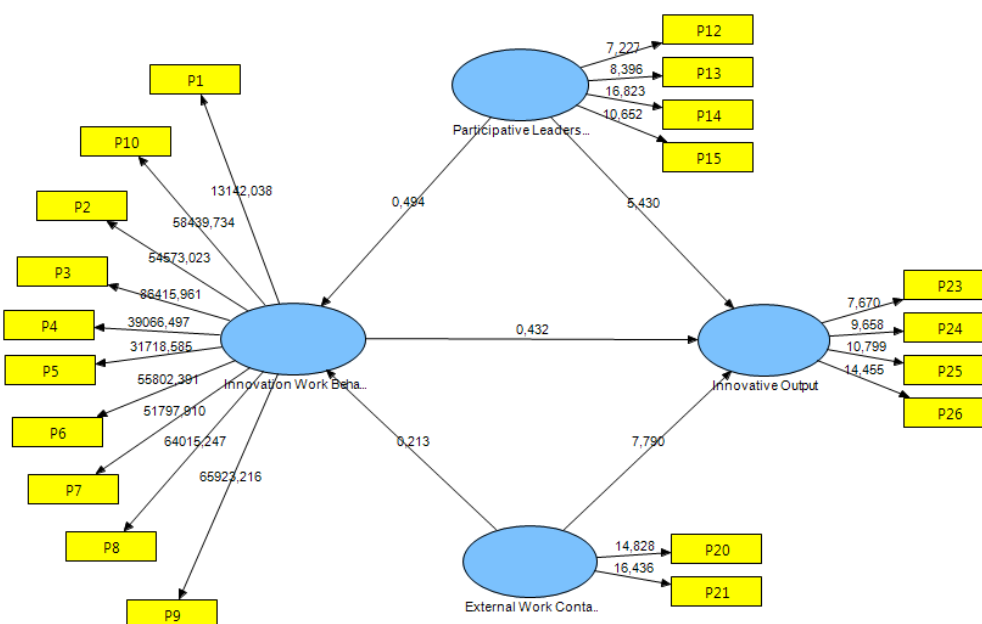 P12
7,227
P13
8,396
P14
16,823
P15
10,652
Participative Leaders...
P1
P10
P2
P3
P4
P5
P6
P7
P8
P9
13142,038
58439,734
54573,023
86415,961
39066,497
31718,585
55802,391
51797,910
64015,247
65923,216
Innovation Work Beha...
0,494
5,430
0,432
0,213
7,790
P23
7,670
P24
9,658
P25
10,799
P26
14,455
Innovative Output
P20
14,828
P21
16,436
External Work Conta..